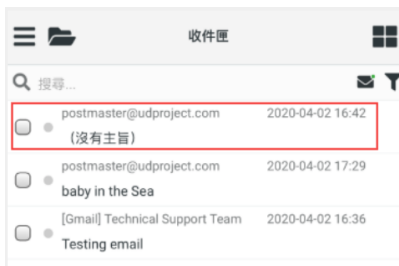 收件匣
搜尋...
postmaster@udproject.com 2020-04-02 16:42
（沒有主旨）
postmaster@udproject.com 2020-04-02 17:29
baby in the Sea
[Gmail] Technical Support Team 2020-04-02 16:36
Testing email